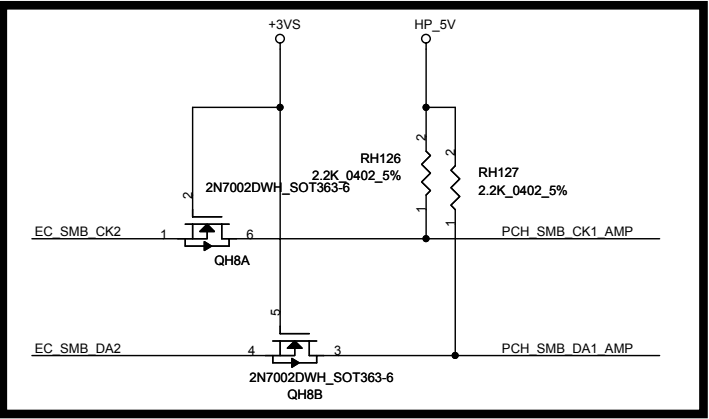 +3VS
HP_5V
2
RH126
2.2K_0402_5%
2
RH127
2.2K_0402_5%
2
2N7002DWH_SOT363-6
1
1
EC_SMB_CK2
1
6
PCH_SMB_CK1_AMP
QH8A
5
EC_SMB_DA2
4
3
PCH_SMB_DA1_AMP
2N7002DWH_SOT363-6
QH8B